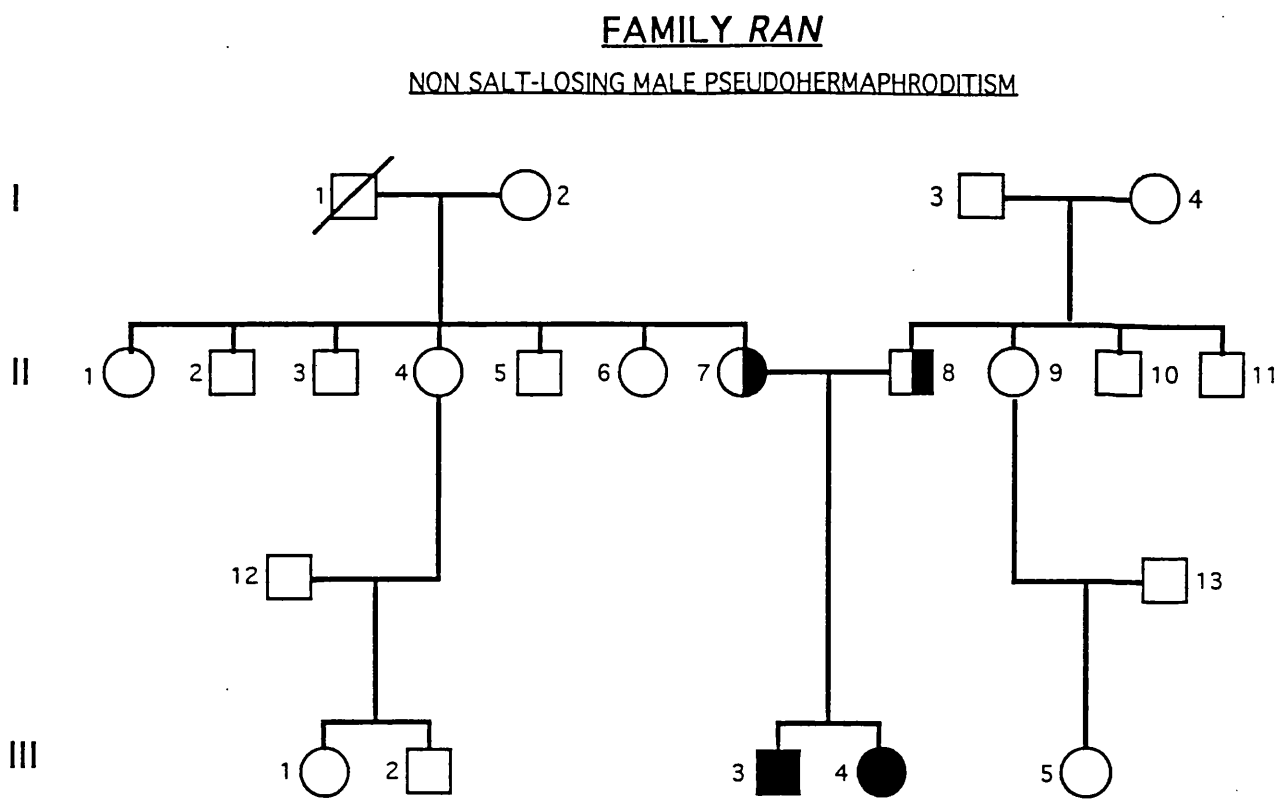 FAMILY RAN
NON SALT-LOSING MALE PSEUDOHERMAPHRODITISM
I 1 2 3 4
II 1 2 3 4 5 6 7 8 9 10 11
12 13
III 1 2 3 4 5